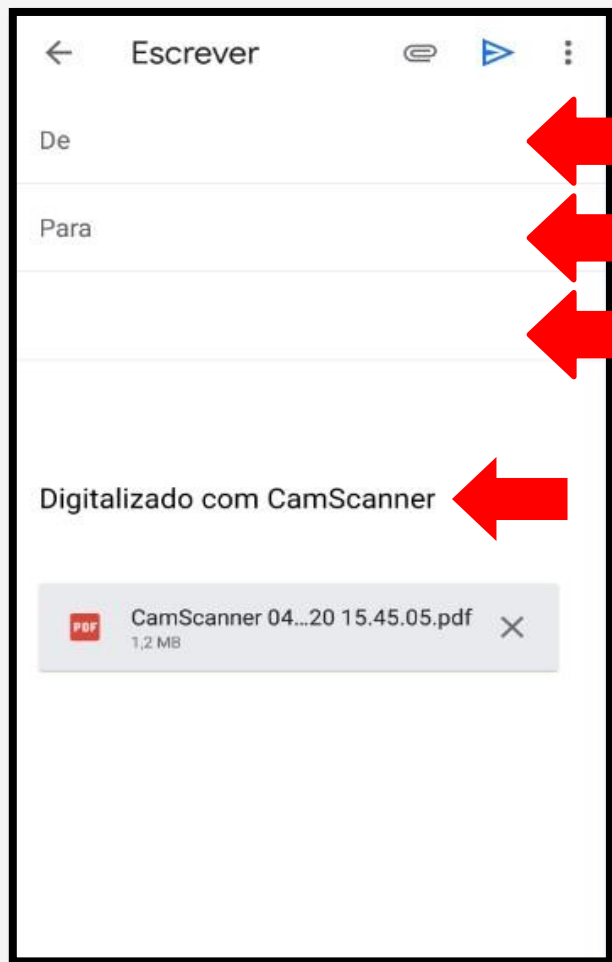 Escrever
De
Para
Digitalizado com CamScanner
PDF
CamScanner 04...20 15.45.05.pdf
1,2 MB